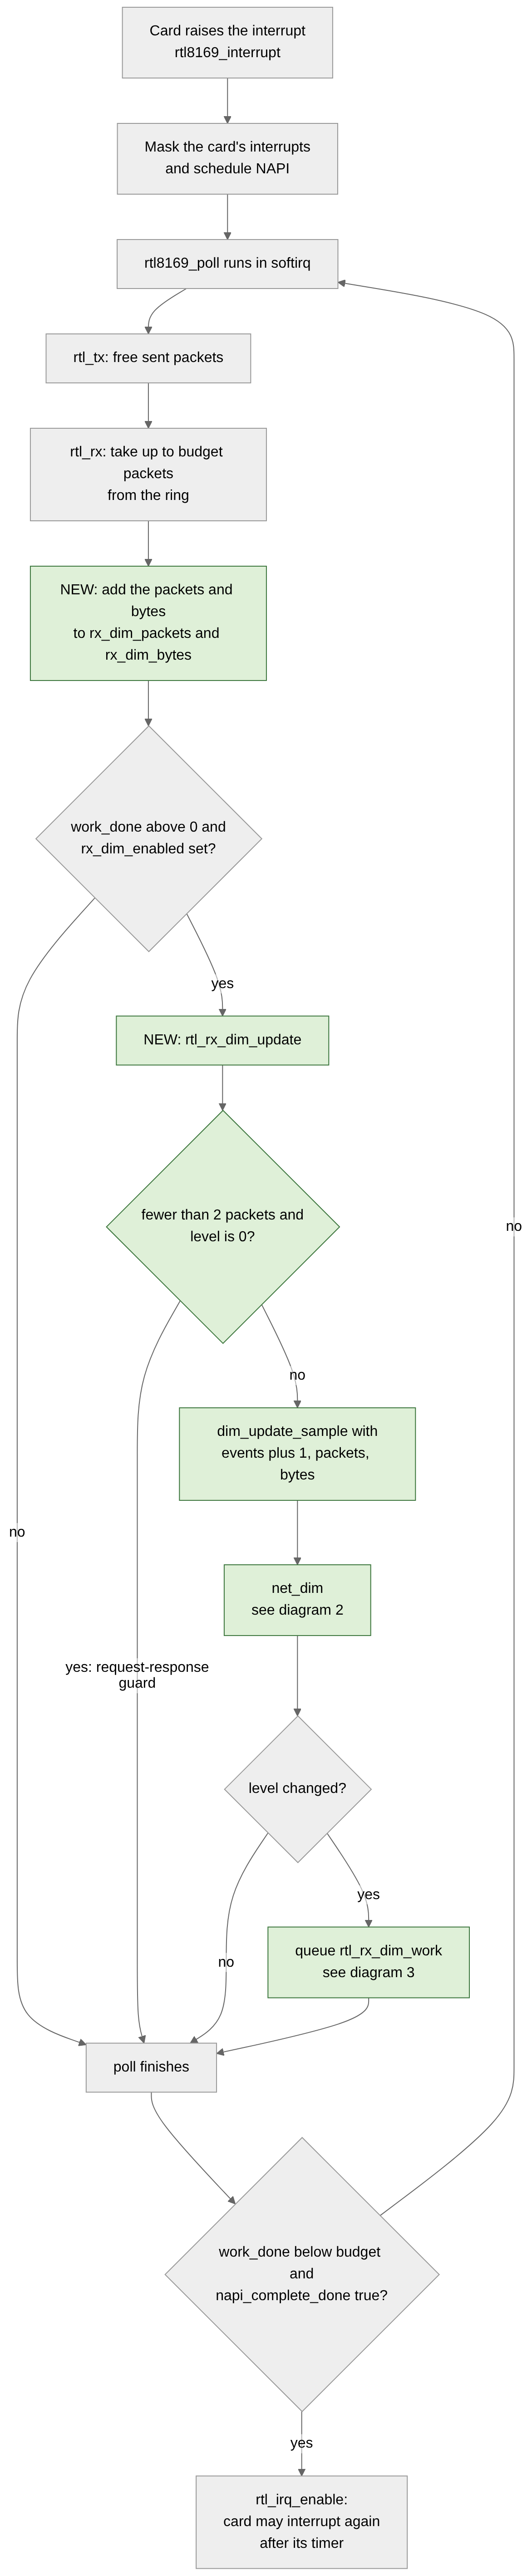 Card raises the interrupt
rtl8169_interrupt
Mask the card's interrupts
and schedule NAPI
rtl8169_poll runs in softirq
rtl_tx: free sent packets
rtl_rx: take up to budget
packets
from the ring
NEW: add the packets and
bytes
to rx_dim_packets and
rx_dim_bytes
work_done above 0 and
rx_dim_enabled set?
yes
NEW: rtl_rx_dim_update
fewer than 2 packets and
level is 0?
no
no
dim_update_sample with
events plus 1, packets,
bytes
no
net_dim
see diagram 2
yes: request-response
guard
level changed?
yes
no
queue rtl_rx_dim_work
see diagram 3
poll finishes
work_done below budget
and
napi_complete_done true?
yes
rtl_irq_enable:
card may interrupt again
after its timer